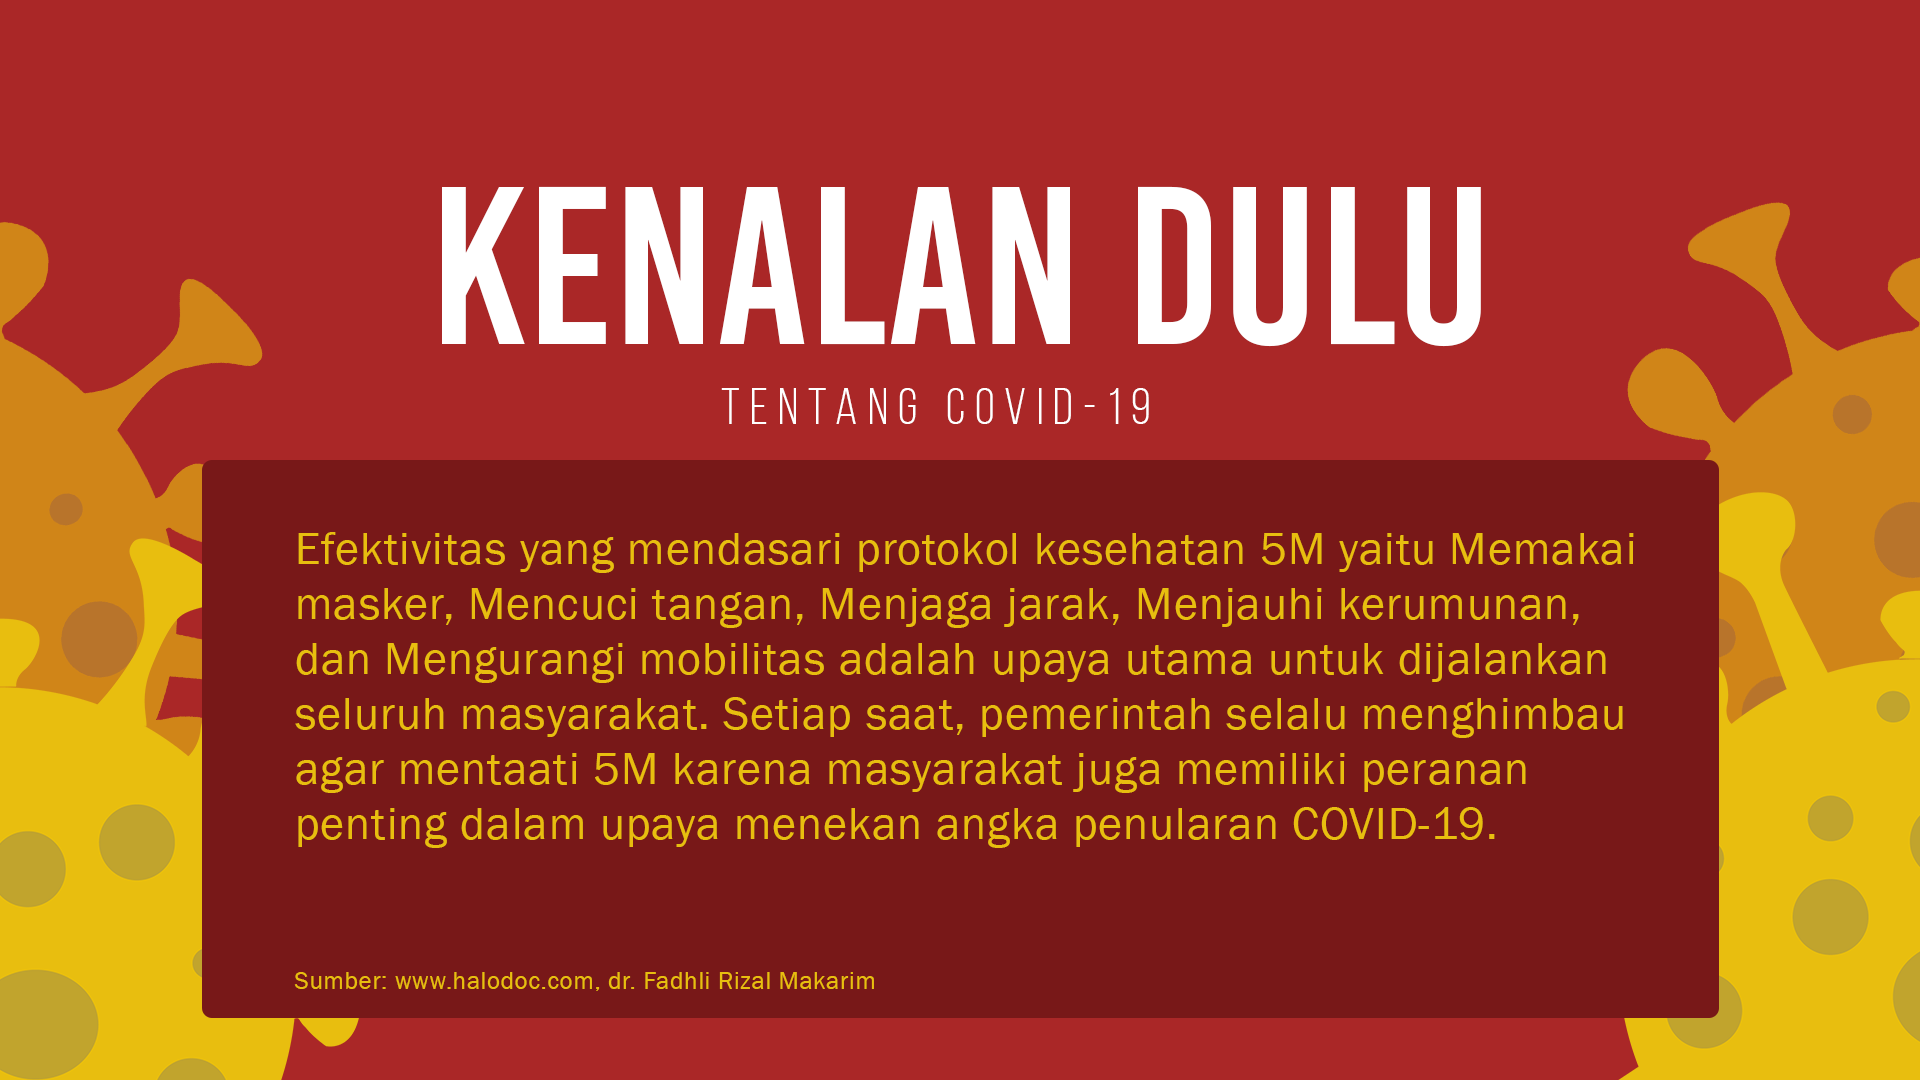 KENALAN DULU
TENTANG COVID-19
Efektivitas yang mendasari protokol kesehatan 5M yaitu Memakai
masker, Mencuci tangan, Menjaga jarak, Menjauhi kerumunan,
dan Mengurangi mobilitas adalah upaya utama untuk dijalankan
seluruh masyarakat. Setiap saat, pemerintah selalu menghimbau
agar mentaati 5M karena masyarakat juga memiliki peranan
penting dalam upaya menekan angka penularan COVID-19.
Sumber: www.halodoc.com, dr. Fadhli Rizal Makarim